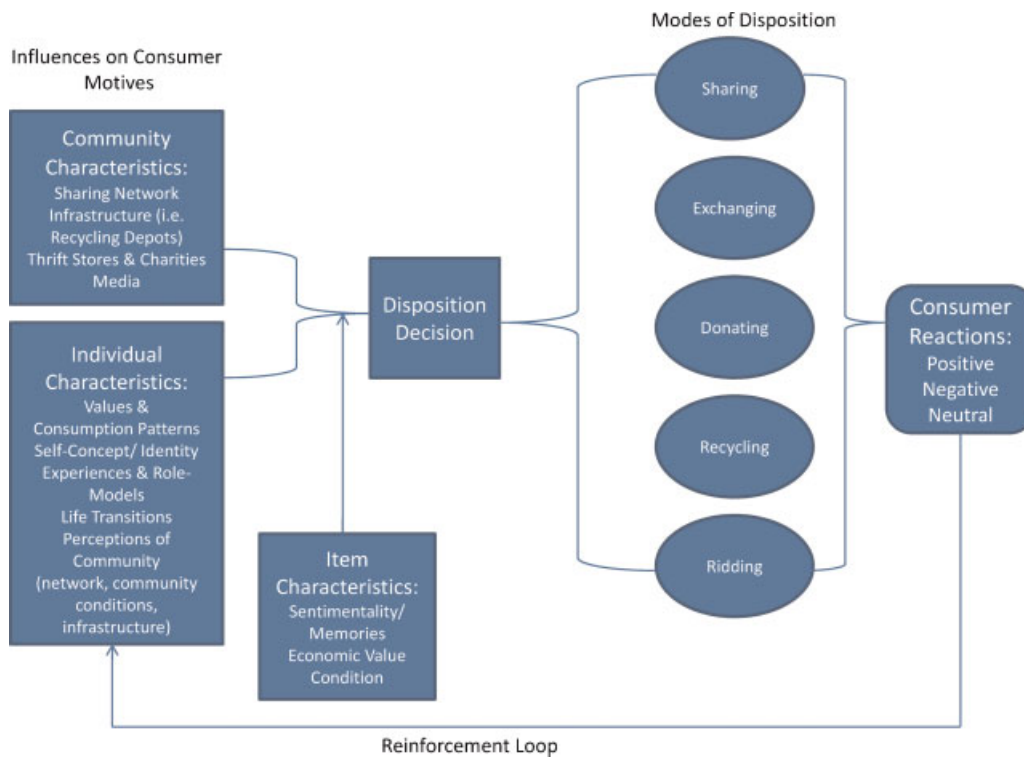 Influences on Consumer
Motives
Community
Characteristics:
Sharing Network
Infrastructure (i.e.
Recycling Depots)
Thrift Stores & Charities
Media
Individual
Characteristics:
Values &
Consumption Patterns
Self-Concept/ Identity
Experiences & Role-
Models
Life Transitions
Perceptions of
Community
(network, community
conditions,
infrastructure)
Item
Characteristics:
Sentimentality/
Memories
Economic Value
Condition
Disposition
Decision
Modes of Disposition
Sharing
Exchanging
Donating
Recycling
Ridding
Consumer
Reactions:
Positive
Negative
Neutral
Reinforcement Loop